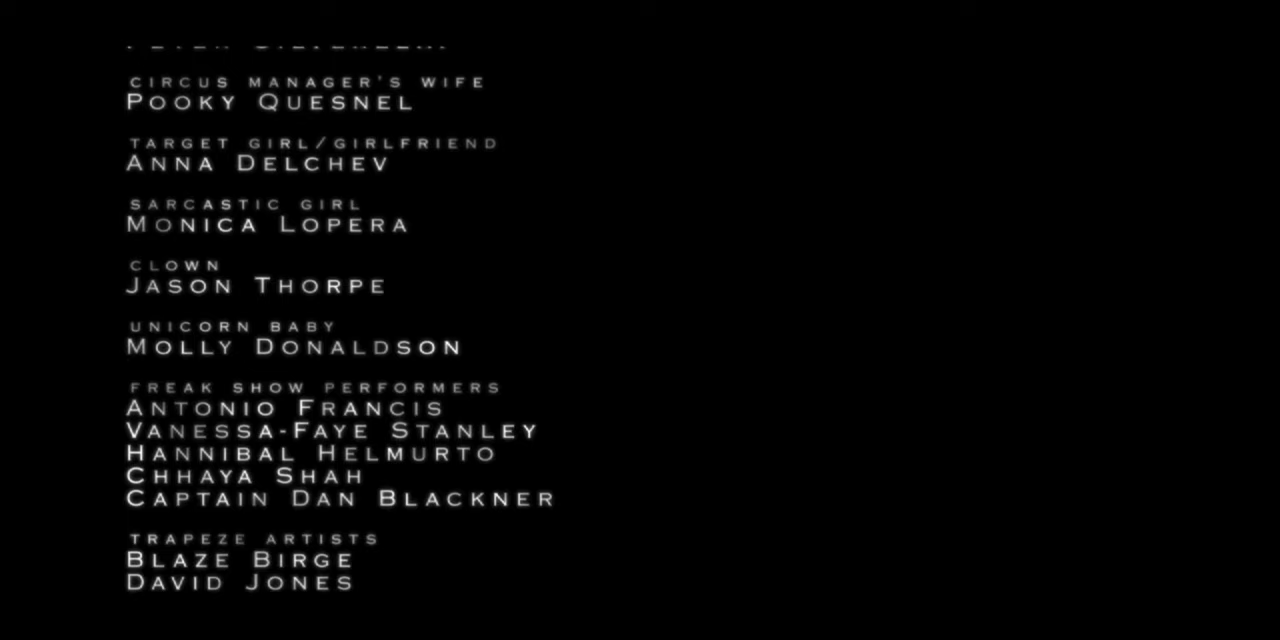 CIRCUS MANAGER'S WIFE
POOKY QUESNEL
TARGET GIRL/GIRLFRIEND
ANNA DELCHEV
SARCASTIC GIRL
MONICA LOPERA
CLOWN
JASON THORPE
UNICORN BABY
MOLLY DONALDSON
FREAK SHOW PERFORMERS
ANTONIO FRANCIS
VANESSA-FAYE STANLEY
HANNIBAL HELMURTO
CHHAYA SHAH
CAPTAIN DAN BLACKNER
TRAPEZE ARTISTS
BLAZE BIRGE
DAVID JONES